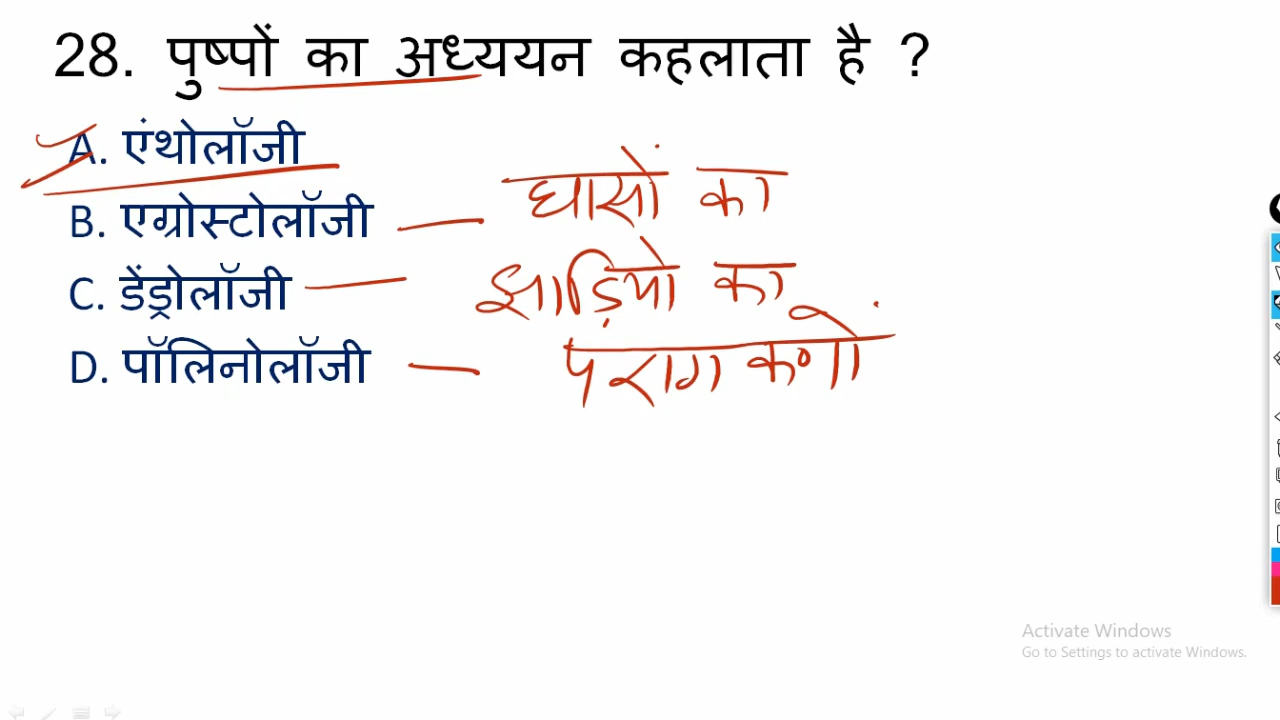 28. पुष्पों का अध्ययन कहलाता है ?
A. एंथोलॉजी
B. एग्रोस्टोलॉजी — घासों का
C. डेंड्रोलॉजी — झाड़ियो का
D. पॉलिनोलॉजी — पराग कणो
Activate Windows
Go to Settings to activate Windows.